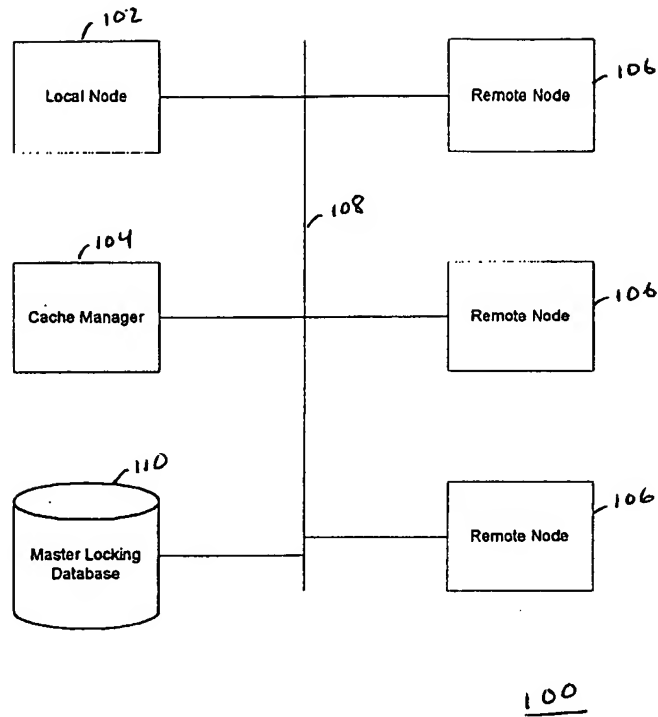 102
Local Node
106
Remote Node
108
104
Cache Manager
106
Remote Node
110
Master Locking
Database
106
Remote Node
100